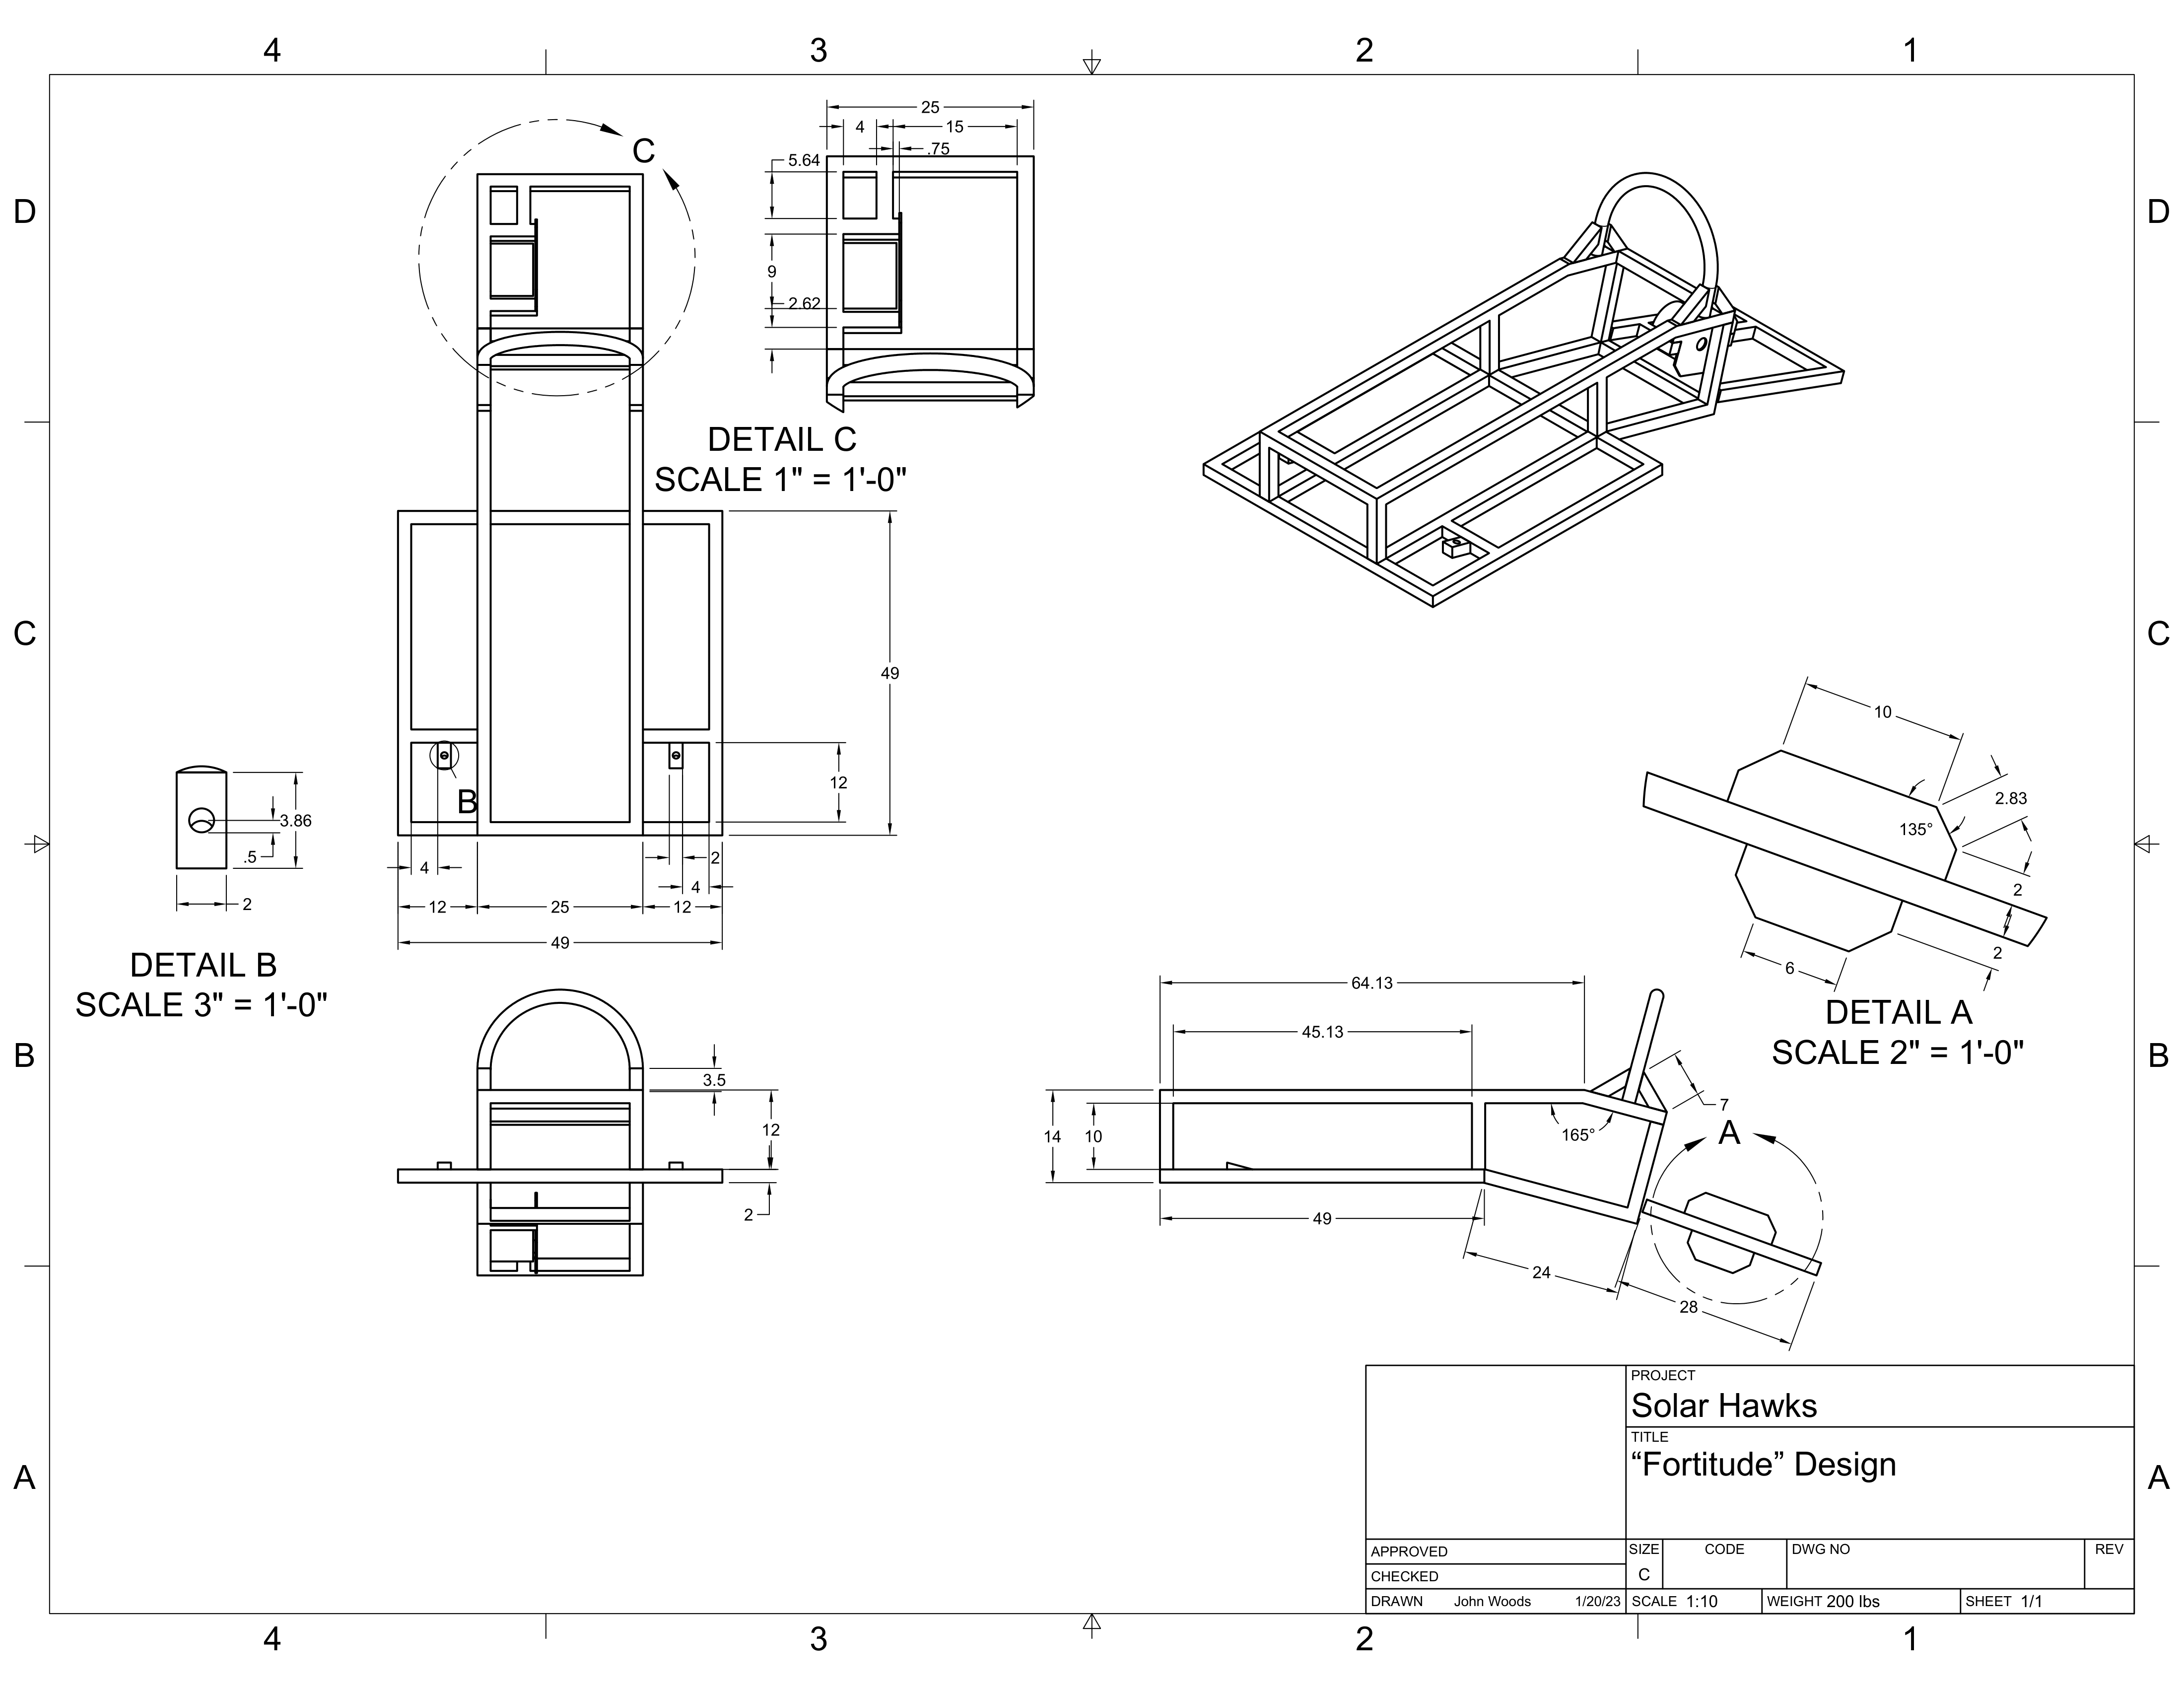 4
3
2
1
D
D
C
C
B
B
A
A
4
3
2
1
C
25
4
15
.75
5.64
9
2.62
DETAIL C
SCALE 1" = 1'-0"
49
12
B
4
2
4
12
25
12
49
3.86
.5
2
DETAIL B
SCALE 3" = 1'-0"
10
2.83
135°
2
2
6
DETAIL A
SCALE 2" = 1'-0"
3.5
12
2
64.13
45.13
14
10
165°
7
A
49
24
28
PROJECT
Solar Hawks
TITLE
“Fortitude” Design
APPROVED
CHECKED
DRAWN John Woods 1/20/23
SIZE
C
CODE
DWG NO
REV
SCALE 1:10
WEIGHT 200 lbs
SHEET 1/1